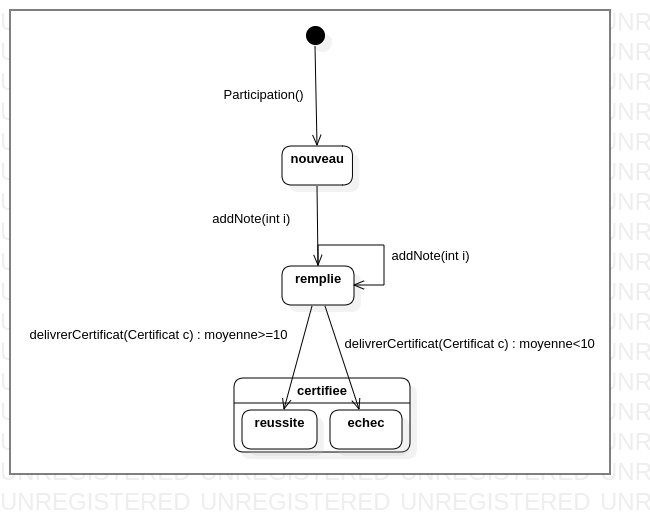 Participation()
nouveau
addNote(int i)
addNote(int i)
remplie
delivrerCertificat(Certificat c) : moyenne>=10
delivrerCertificat(Certificat c) : moyenne<10
certifiee
reussite
echec
UNREGISTERED UNREGISTERED UNREGISTERED UNR